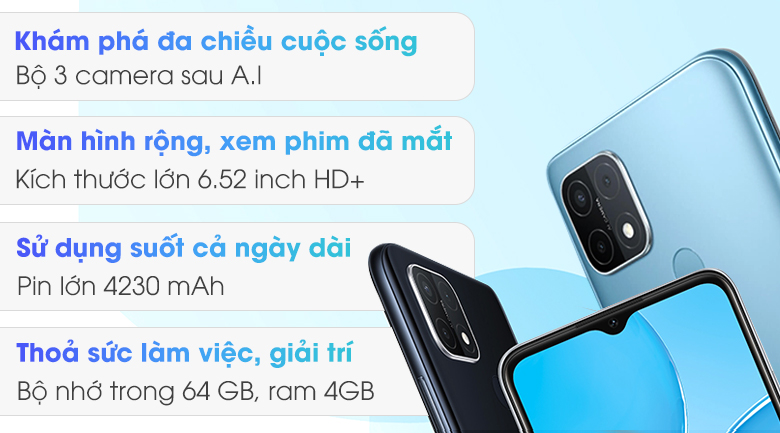 Khám phá đa chiều cuộc sống
Bộ 3 camera sau A.I
Màn hình rộng, xem phim đã mắt
Kích thước lớn 6.52 inch HD+
Sử dụng suốt cả ngày dài
Pin lớn 4230 mAh
Thoả sức làm việc, giải trí
Bộ nhớ trong 64 GB, ram 4GB